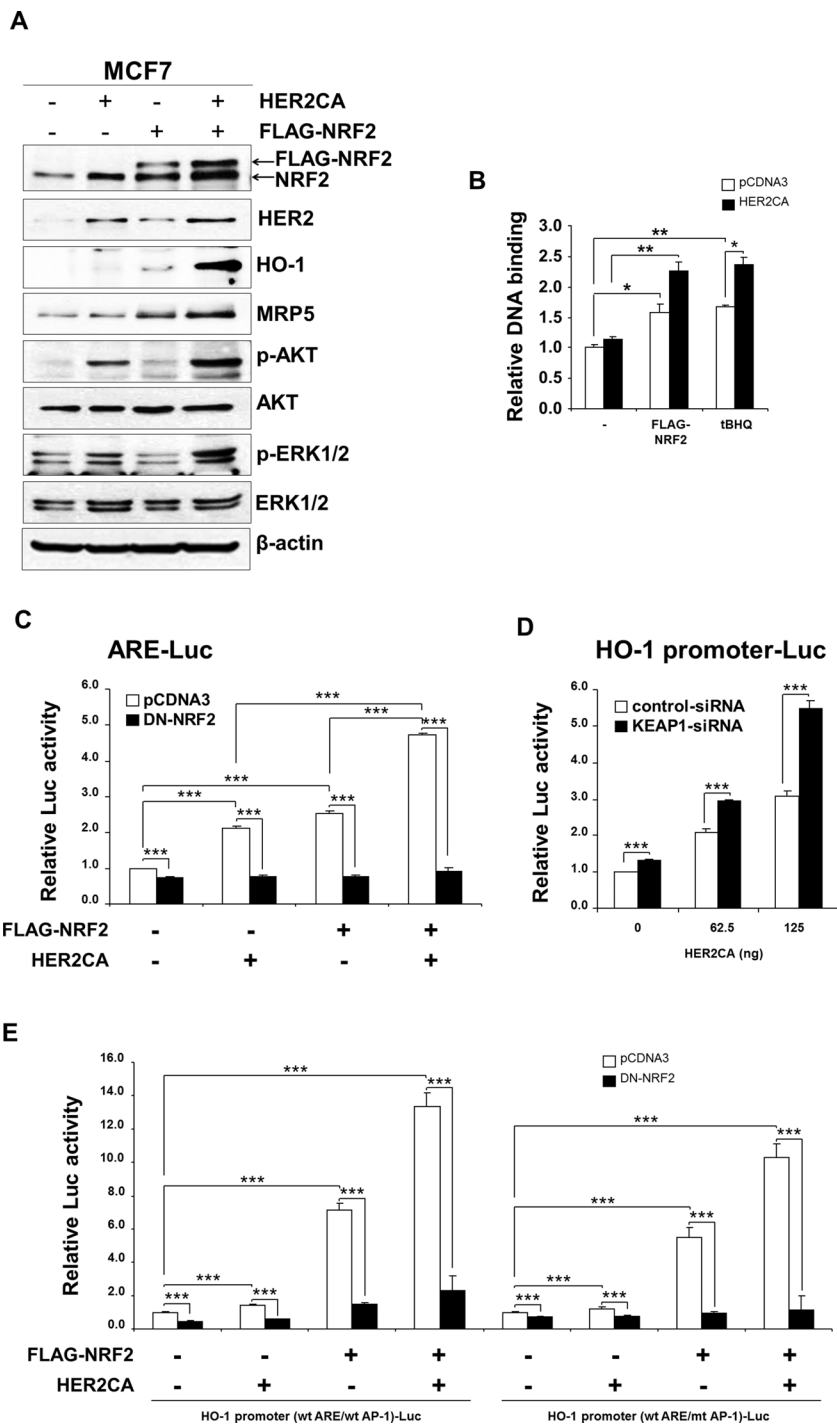 A
MCF7
- + - + HER2CA
- - + + FLAG-NRF2
FLAG-NRF2
NRF2
HER2
HO-1
MRP5
p-AKT
AKT
p-ERK1/2
ERK1/2
β-actin
B
pCDNA3
HER2CA
Relative DNA binding
3.0
2.5
2.0
1.5
1.0
0.5
0.0
**
**
*
*
- FLAG-NRF2 tBHQ
C
ARE-Luc
pCDNA3
DN-NRF2
Relative Luc activity
6.0
5.0
4.0
3.0
2.0
1.0
0.0
***
***
***
***
***
***
***
***
FLAG-NRF2 - - + +
HER2CA - + - +
D
HO-1 promoter-Luc
control-siRNA
KEAP1-siRNA
Relative Luc activity
6.0
5.0
4.0
3.0
2.0
1.0
0.0
***
***
***
0 62.5 125
HER2CA (ng)
E
pCDNA3
DN-NRF2
Relative Luc activity
16.0
14.0
12.0
10.0
8.0
6.0
4.0
2.0
0.0
***
***
***
***
***
***
***
***
***
***
***
***
***
***
FLAG-NRF2 - - + + - - + +
HER2CA - + - + - + - +
HO-1 promoter (wt ARE/wt AP-1)-Luc
HO-1 promoter (wt ARE/mt AP-1)-Luc